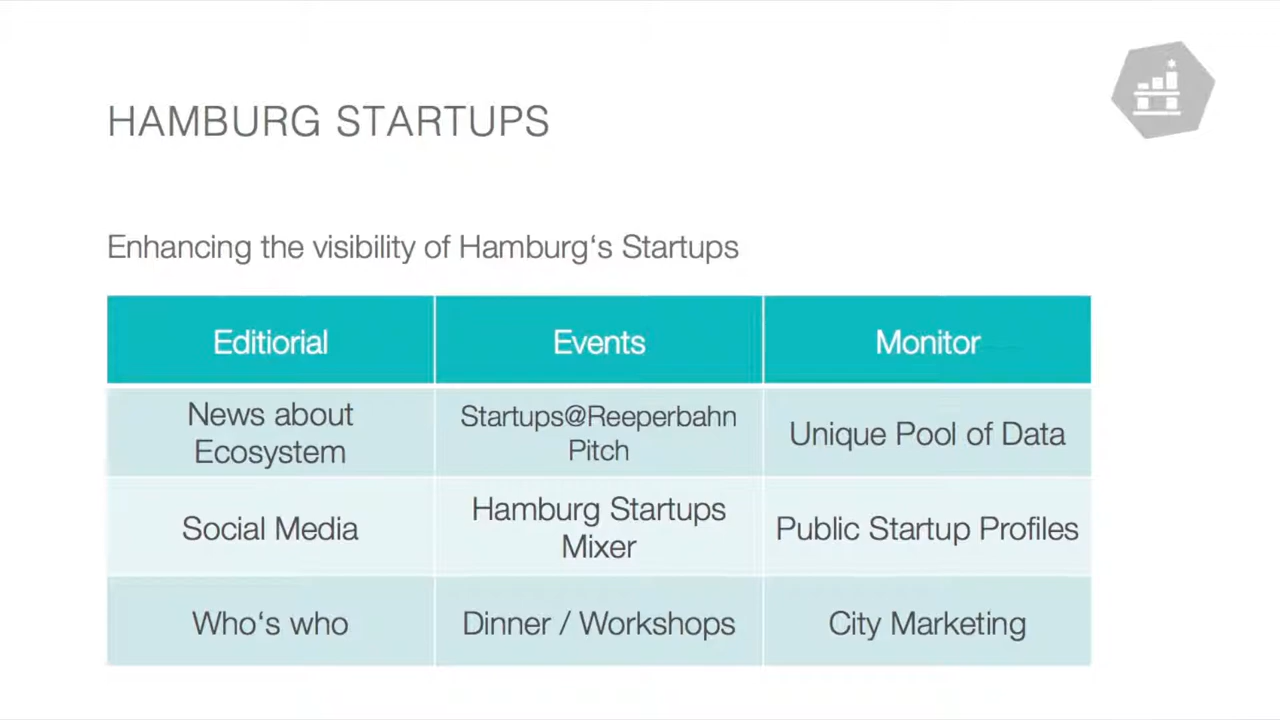 HAMBURG STARTUPS
Enhancing the visibility of Hamburg‘s Startups
Editiorial
Events
Monitor
News about
Ecosystem
Startups@Reeperbahn
Pitch
Unique Pool of Data
Social Media
Hamburg Startups
Mixer
Public Startup Profiles
Who‘s who
Dinner / Workshops
City Marketing